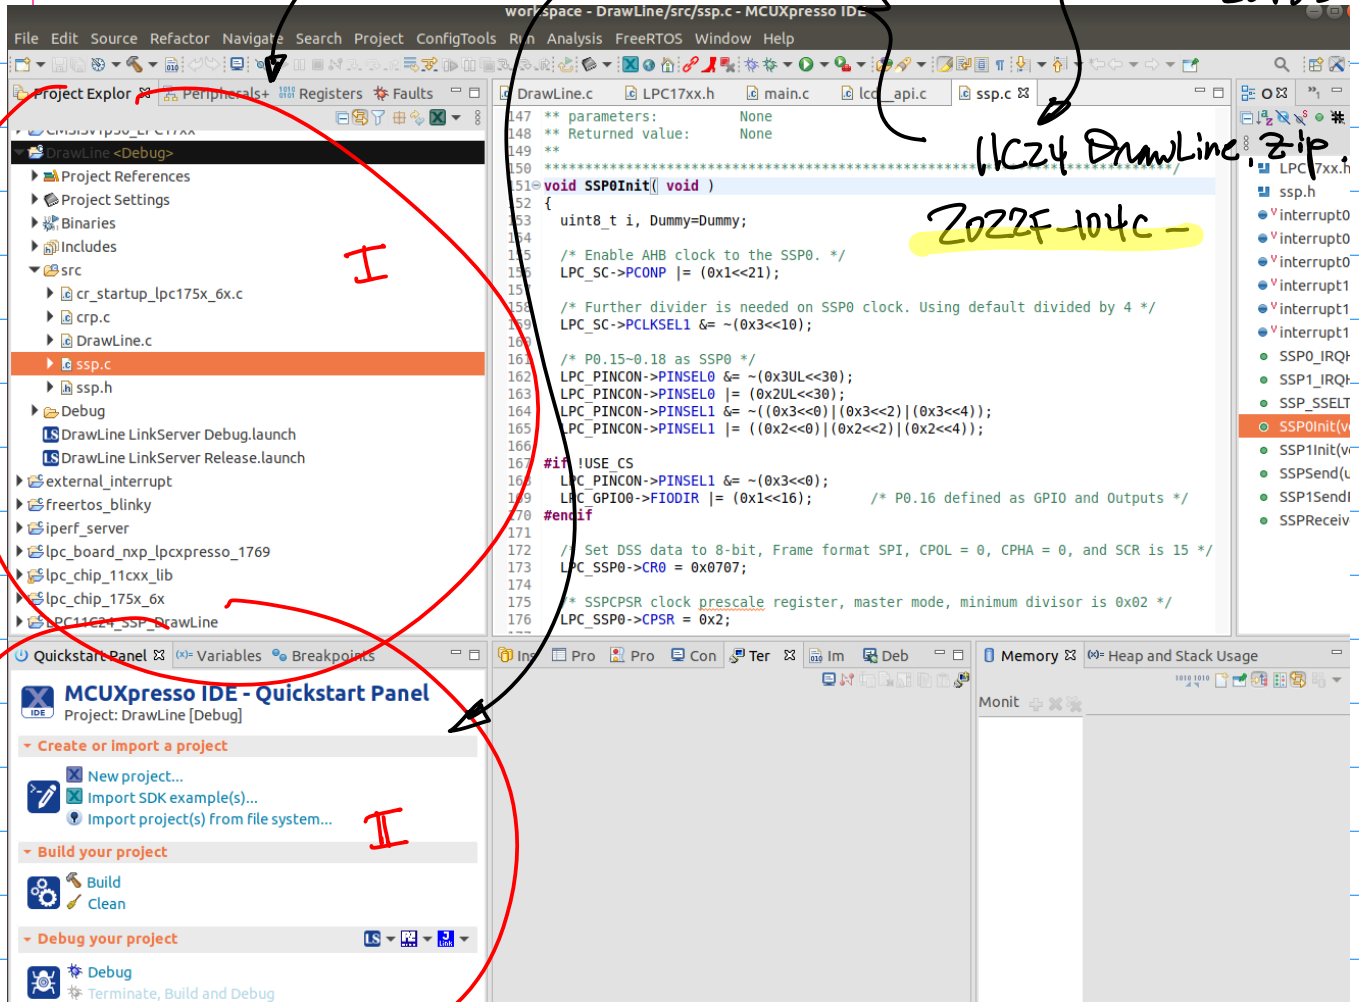 workspace - DrawLine/src/ssp.c - MCUXpresso IDE
File Edit Source Refactor Navigate Search Project ConfigTools Run Analysis FreeRTOS Window Help
Project Explor Peripherals+ Registers Faults
DrawLine <Debug>
Project References
Project Settings
Binaries
Includes
src
cr_startup_lpc175x_6x.c
crp.c
DrawLine.c
ssp.c
ssp.h
Debug
DrawLine LinkServer Debug.launch
DrawLine LinkServer Release.launch
external_interrupt
freertos_blinky
iperf_server
lpc_board_nxp_lpcxpresso_1769
lpc_chip_11cxx_lib
lpc_chip_175x_6x
LPC11C24_SSP_DrawLine
I
DrawLine.c LPC17xx.h main.c lcd_api.c ssp.c
147 ** parameters: None
148 ** Returned value: None
149 **
150 *****************************************************************************/
151 void SSP0Init( void )
152 {
153 uint8_t i, Dummy=Dummy;
154
155 /* Enable AHB clock to the SSP0. */
156 LPC_SC->PCONP |= (0x1<<21);
157
158 /* Further divider is needed on SSP0 clock. Using default divided by 4 */
159 LPC_SC->PCLKSEL1 &= ~(0x3<<10);
160
161 /* P0.15~0.18 as SSP0 */
162 LPC_PINCON->PINSEL0 &= ~(0x3UL<<30);
163 LPC_PINCON->PINSEL0 |= (0x2UL<<30);
164 LPC_PINCON->PINSEL1 &= ~((0x3<<0)|(0x3<<2)|(0x3<<4));
165 LPC_PINCON->PINSEL1 |= ((0x2<<0)|(0x2<<2)|(0x2<<4));
166
167 #if !USE_CS
168 LPC_PINCON->PINSEL1 &= ~(0x3<<0);
169 LPC_GPIO0->FIODIR |= (0x1<<16); /* P0.16 defined as GPIO and Outputs */
170 #endif
171
172 /* Set DSS data to 8-bit, Frame format SPI, CPOL = 0, CPHA = 0, and SCR is 15 */
173 LPC_SSP0->CR0 = 0x0707;
174
175 /* SSPCPSR clock prescale register, master mode, minimum divisor is 0x02 */
176 LPC_SSP0->CPSR = 0x2;
11C24 DrawLine.zip.
2022F-104C-
LPC17xx.h
ssp.h
interrupt0
interrupt0
interrupt0
interrupt1
interrupt1
interrupt1
SSP0_IRQH
SSP1_IRQH
SSP_SSELT
SSP0Init(v
SSP1Init(v
SSPSend(u
SSP1Send
SSPReceiv
Quickstart Panel (x)= Variables Breakpoints
MCUXpresso IDE - Quickstart Panel
IDE
Project: DrawLine [Debug]
Create or import a project
New project...
Import SDK example(s)...
Import project(s) from file system...
II
Build your project
Build
Clean
Debug your project
Debug
Terminate, Build and Debug
Ins Pro Pro Con Ter Im Deb
Memory (x)= Heap and Stack Usage
Monit